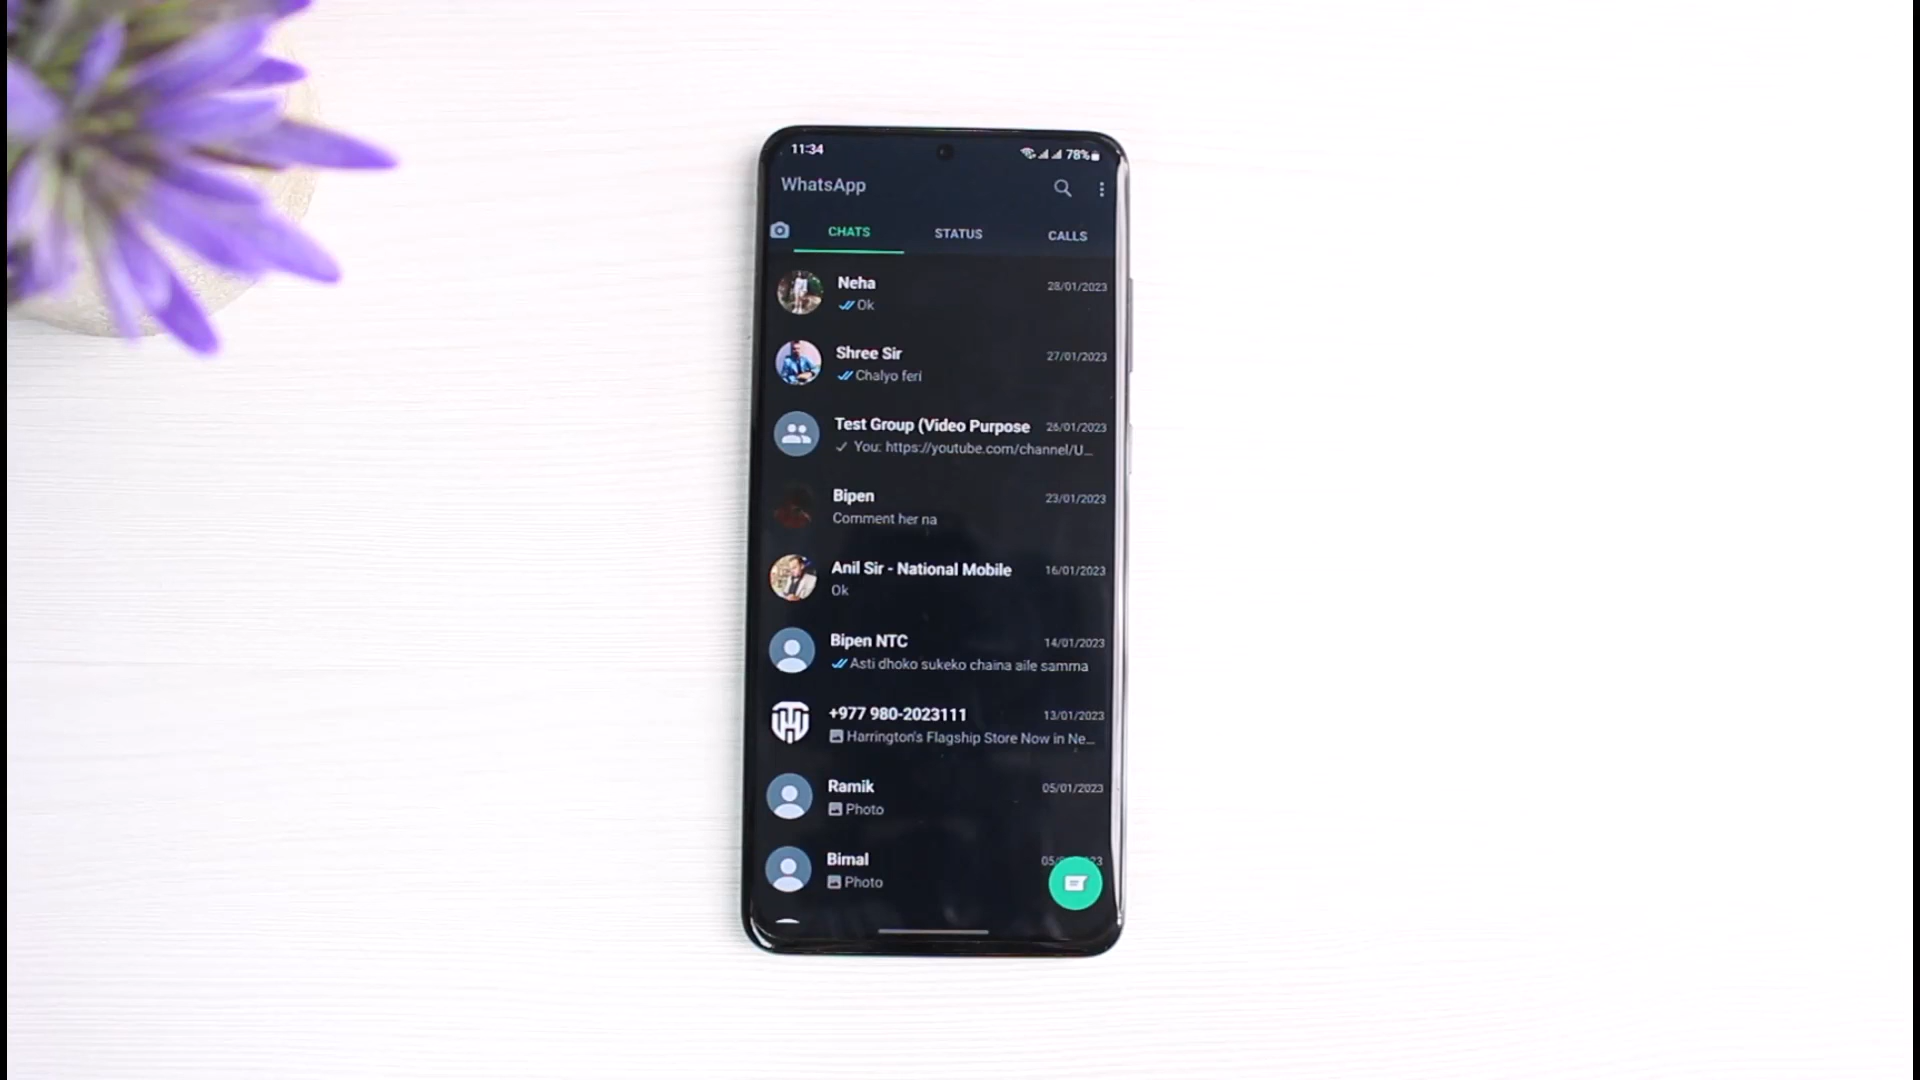 11:34
78%
WhatsApp
CHATS
STATUS
CALLS
Neha
28/01/2023
Ok
Shree Sir
27/01/2023
Chalyo feri
Test Group (Video Purpose
26/01/2023
You: https://youtube.com/channel/U...
Bipen
23/01/2023
Comment her na
Anil Sir - National Mobile
16/01/2023
Ok
Bipen NTC
14/01/2023
Asti dhoko sukeko chaina aile samma
+977 980-2023111
13/01/2023
Harrington's Flagship Store Now in Ne...
Ramik
05/01/2023
Photo
Bimal
Photo